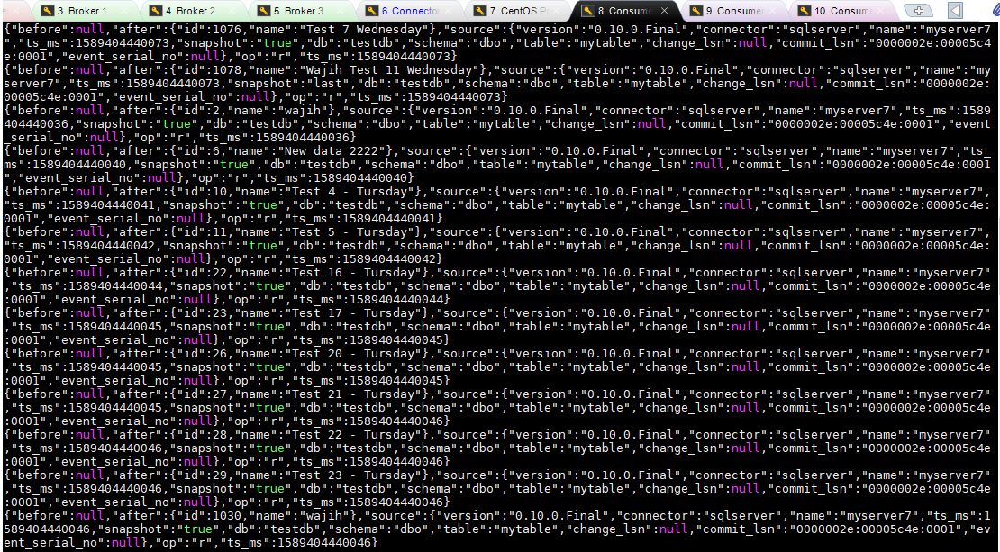 3. Broker 1 4. Broker 2 5. Broker 3 6. Connector 7. CentOS 8. Consum 9. Consumer 10. Consum
{"before":null,"after":{"id":1076,"name":"Test 7 Wednesday"},"source":{"version":"0.10.0.Final","connector":"sqlserver","name":"myserver7
","ts_ms":1589404440073,"snapshot":"true","db":"testdb","schema":"dbo","table":"mytable","change_lsn":null,"commit_lsn":"0000002e:00005c4
e:0001","event_serial_no":null},"op":"r","ts_ms":1589404440073}
{"before":null,"after":{"id":1078,"name":"Wajih Test 11 Wednesday"},"source":{"version":"0.10.0.Final","connector":"sqlserver","name":"my
server7","ts_ms":1589404440073,"snapshot":"last","db":"testdb","schema":"dbo","table":"mytable","change_lsn":null,"commit_lsn":"0000002e:
00005c4e:0001","event_serial_no":null},"op":"r","ts_ms":1589404440073}
{"before":null,"after":{"id":2,"name":"wajih"},"source":{"version":"0.10.0.Final","connector":"sqlserver","name":"myserver7","ts_ms":1589
404440036,"snapshot":"true","db":"testdb","schema":"dbo","table":"mytable","change_lsn":null,"commit_lsn":"0000002e:00005c4e:0001","event
_serial_no":null},"op":"r","ts_ms":1589404440036}
{"before":null,"after":{"id":6,"name":"New data 2222"},"source":{"version":"0.10.0.Final","connector":"sqlserver","name":"myserver7","ts_
ms":1589404440040,"snapshot":"true","db":"testdb","schema":"dbo","table":"mytable","change_lsn":null,"commit_lsn":"0000002e:00005c4e:0001
","event_serial_no":null},"op":"r","ts_ms":1589404440040}
{"before":null,"after":{"id":10,"name":"Test 4 - Tursday"},"source":{"version":"0.10.0.Final","connector":"sqlserver","name":"myserver7",
"ts_ms":1589404440041,"snapshot":"true","db":"testdb","schema":"dbo","table":"mytable","change_lsn":null,"commit_lsn":"0000002e:00005c4e:
0001","event_serial_no":null},"op":"r","ts_ms":1589404440041}
{"before":null,"after":{"id":11,"name":"Test 5 - Tursday"},"source":{"version":"0.10.0.Final","connector":"sqlserver","name":"myserver7",
"ts_ms":1589404440042,"snapshot":"true","db":"testdb","schema":"dbo","table":"mytable","change_lsn":null,"commit_lsn":"0000002e:00005c4e:
0001","event_serial_no":null},"op":"r","ts_ms":1589404440042}
{"before":null,"after":{"id":22,"name":"Test 16 - Tursday"},"source":{"version":"0.10.0.Final","connector":"sqlserver","name":"myserver7"
,"ts_ms":1589404440044,"snapshot":"true","db":"testdb","schema":"dbo","table":"mytable","change_lsn":null,"commit_lsn":"0000002e:00005c4e
:0001","event_serial_no":null},"op":"r","ts_ms":1589404440044}
{"before":null,"after":{"id":23,"name":"Test 17 - Tursday"},"source":{"version":"0.10.0.Final","connector":"sqlserver","name":"myserver7"
,"ts_ms":1589404440045,"snapshot":"true","db":"testdb","schema":"dbo","table":"mytable","change_lsn":null,"commit_lsn":"0000002e:00005c4e
:0001","event_serial_no":null},"op":"r","ts_ms":1589404440045}
{"before":null,"after":{"id":26,"name":"Test 20 - Tursday"},"source":{"version":"0.10.0.Final","connector":"sqlserver","name":"myserver7"
,"ts_ms":1589404440045,"snapshot":"true","db":"testdb","schema":"dbo","table":"mytable","change_lsn":null,"commit_lsn":"0000002e:00005c4e
:0001","event_serial_no":null},"op":"r","ts_ms":1589404440045}
{"before":null,"after":{"id":27,"name":"Test 21 - Tursday"},"source":{"version":"0.10.0.Final","connector":"sqlserver","name":"myserver7"
,"ts_ms":1589404440045,"snapshot":"true","db":"testdb","schema":"dbo","table":"mytable","change_lsn":null,"commit_lsn":"0000002e:00005c4e
:0001","event_serial_no":null},"op":"r","ts_ms":1589404440046}
{"before":null,"after":{"id":28,"name":"Test 22 - Tursday"},"source":{"version":"0.10.0.Final","connector":"sqlserver","name":"myserver7"
,"ts_ms":1589404440046,"snapshot":"true","db":"testdb","schema":"dbo","table":"mytable","change_lsn":null,"commit_lsn":"0000002e:00005c4e
:0001","event_serial_no":null},"op":"r","ts_ms":1589404440046}
{"before":null,"after":{"id":29,"name":"Test 23 - Tursday"},"source":{"version":"0.10.0.Final","connector":"sqlserver","name":"myserver7"
,"ts_ms":1589404440046,"snapshot":"true","db":"testdb","schema":"dbo","table":"mytable","change_lsn":null,"commit_lsn":"0000002e:00005c4e
:0001","event_serial_no":null},"op":"r","ts_ms":1589404440046}
{"before":null,"after":{"id":1030,"name":"wajih"},"source":{"version":"0.10.0.Final","connector":"sqlserver","name":"myserver7","ts_ms":1
589404440046,"snapshot":"true","db":"testdb","schema":"dbo","table":"mytable","change_lsn":null,"commit_lsn":"0000002e:00005c4e:0001","ev
ent_serial_no":null},"op":"r","ts_ms":1589404440046}